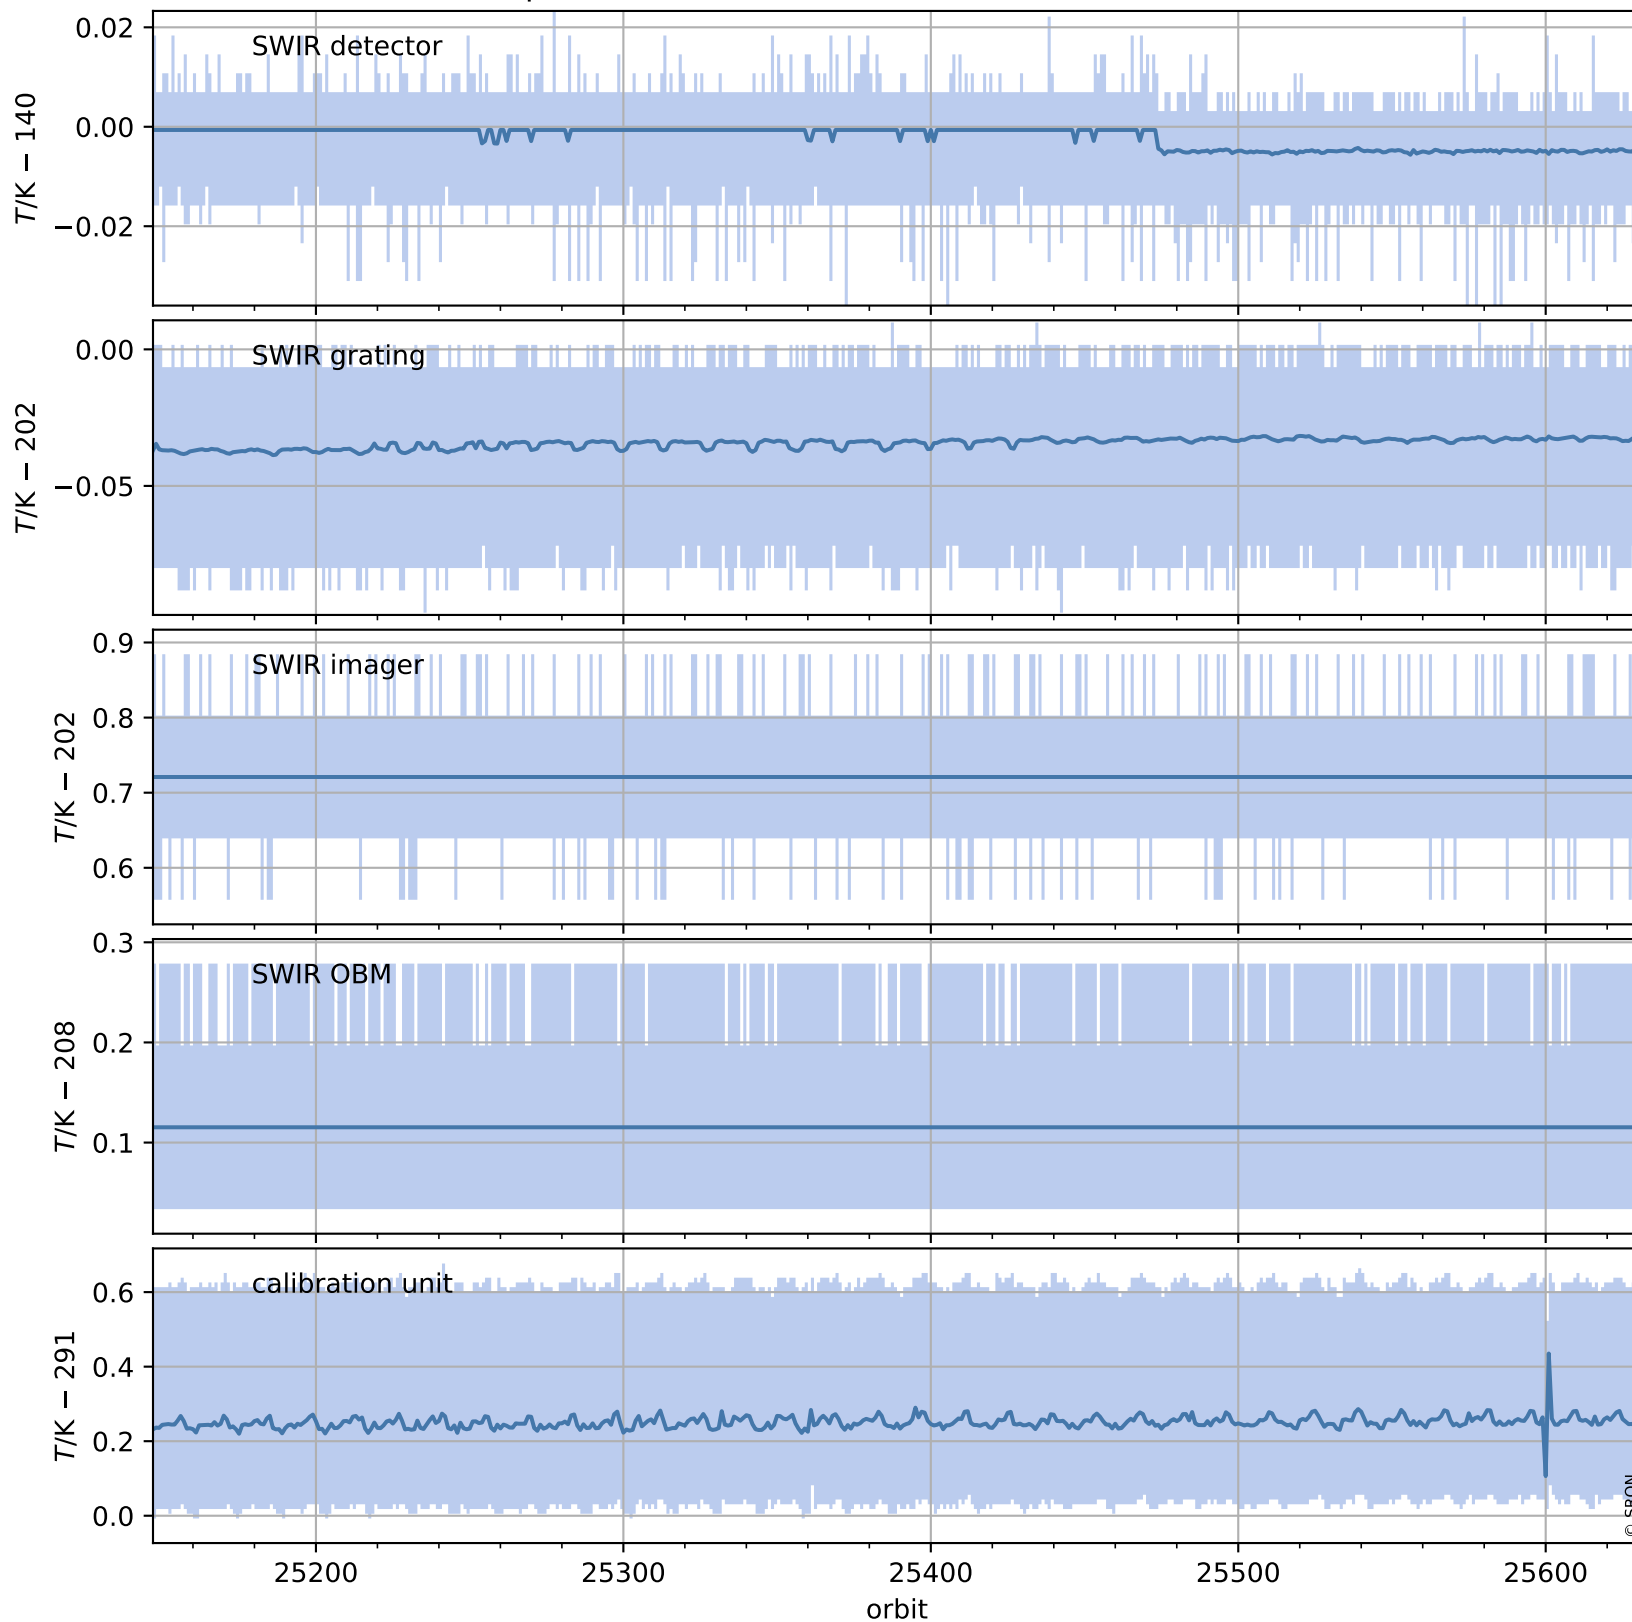 0.02
SWIR detector
0.00
−0.02
T/K − 140
0.00
SWIR grating
−0.05
T/K − 202
0.9
SWIR imager
0.8
0.7
0.6
T/K − 202
0.3
SWIR OBM
0.2
0.1
T/K − 208
calibration unit
0.6
0.4
0.2
0.0
T/K − 291
© SRON
25200 25300 25400 25500 25600
orbit